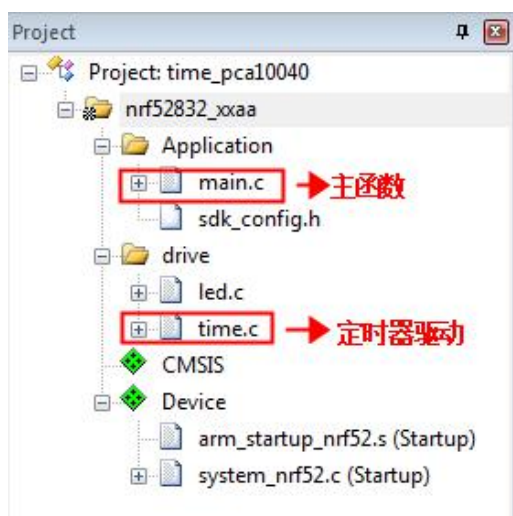 Project
Project: time_pca10040
nrf52832_xxaa
Application
main.c 主函数
sdk_config.h
drive
led.c
time.c 定时器驱动
CMSIS
Device
arm_startup_nrf52.s (Startup)
system_nrf52.c (Startup)